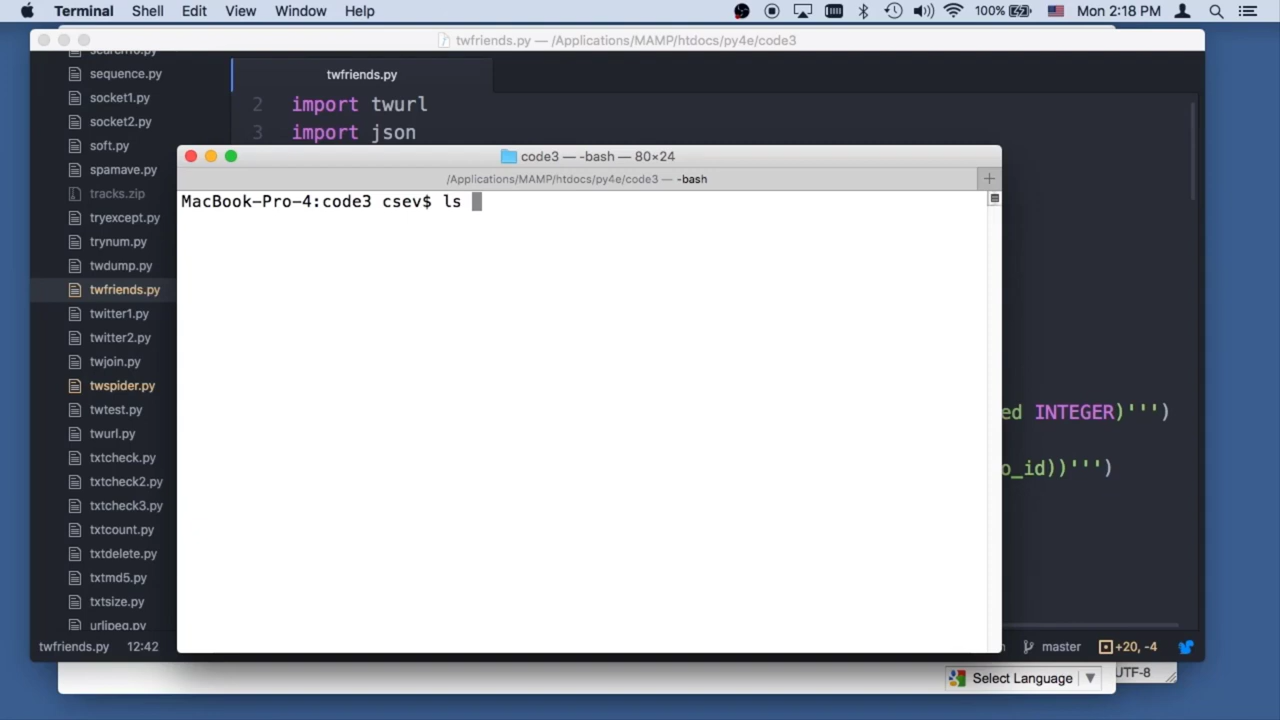 Terminal Shell Edit View Window Help 100% Mon 2:18 PM
twfriends.py — /Applications/MAMP/htdocs/py4e/code3
sequence.py
socket1.py
socket2.py
soft.py
spamave.py
tracks.zip
tryexcept.py
trynum.py
twdump.py
twfriends.py
twitter1.py
twitter2.py
twjoin.py
twspider.py
twtest.py
twurl.py
txtcheck.py
txtcheck2.py
txtcheck3.py
txtcount.py
txtdelete.py
txtmd5.py
txtsize.py
urljpeg.py
twfriends.py
2 import twurl
3 import json
code3 — -bash — 80×24
/Applications/MAMP/htdocs/py4e/code3 — -bash
MacBook-Pro-4:code3 csev$ ls
ed INTEGER)''')
o_id))''')
twfriends.py 12:42
master +20, -4
Select Language ▼
UTF-8